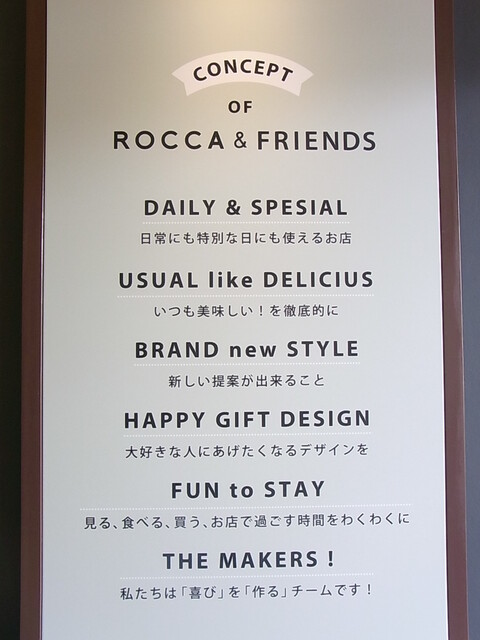 CONCEPT
OF
ROCCA & FRIENDS
DAILY & SPESIAL
日常にも特別な日にも使えるお店
USUAL like DELICIUS
いつも美味しい！を徹底的に
BRAND new STYLE
新しい提案が出来ること
HAPPY GIFT DESIGN
大好きな人にあげたくなるデザインを
FUN to STAY
見る、食べる、買う、お店で過ごす時間をわくわくに
THE MAKERS !
私たちは「喜び」を「作る」チームです！